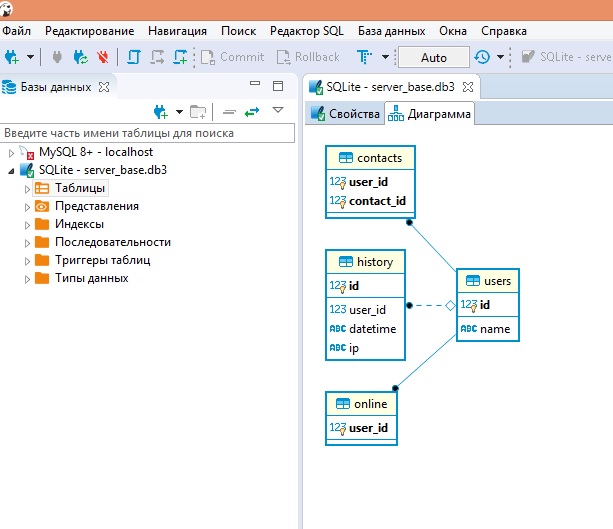 Файл Редактирование Навигация Поиск Редактор SQL База данных Окна Справка
Commit Rollback Auto SQLite - serve
Базы данных
Введите часть имени таблицы для поиска
MySQL 8+ - localhost
SQLite - server_base.db3
Таблицы
Представления
Индексы
Последовательности
Триггеры таблиц
Типы данных
SQLite - server_base.db3
Свойства Диаграмма
contacts
123 user_id
123 contact_id
history
123 id
123 user_id
ABC datetime
ABC ip
users
123 id
ABC name
online
123 user_id